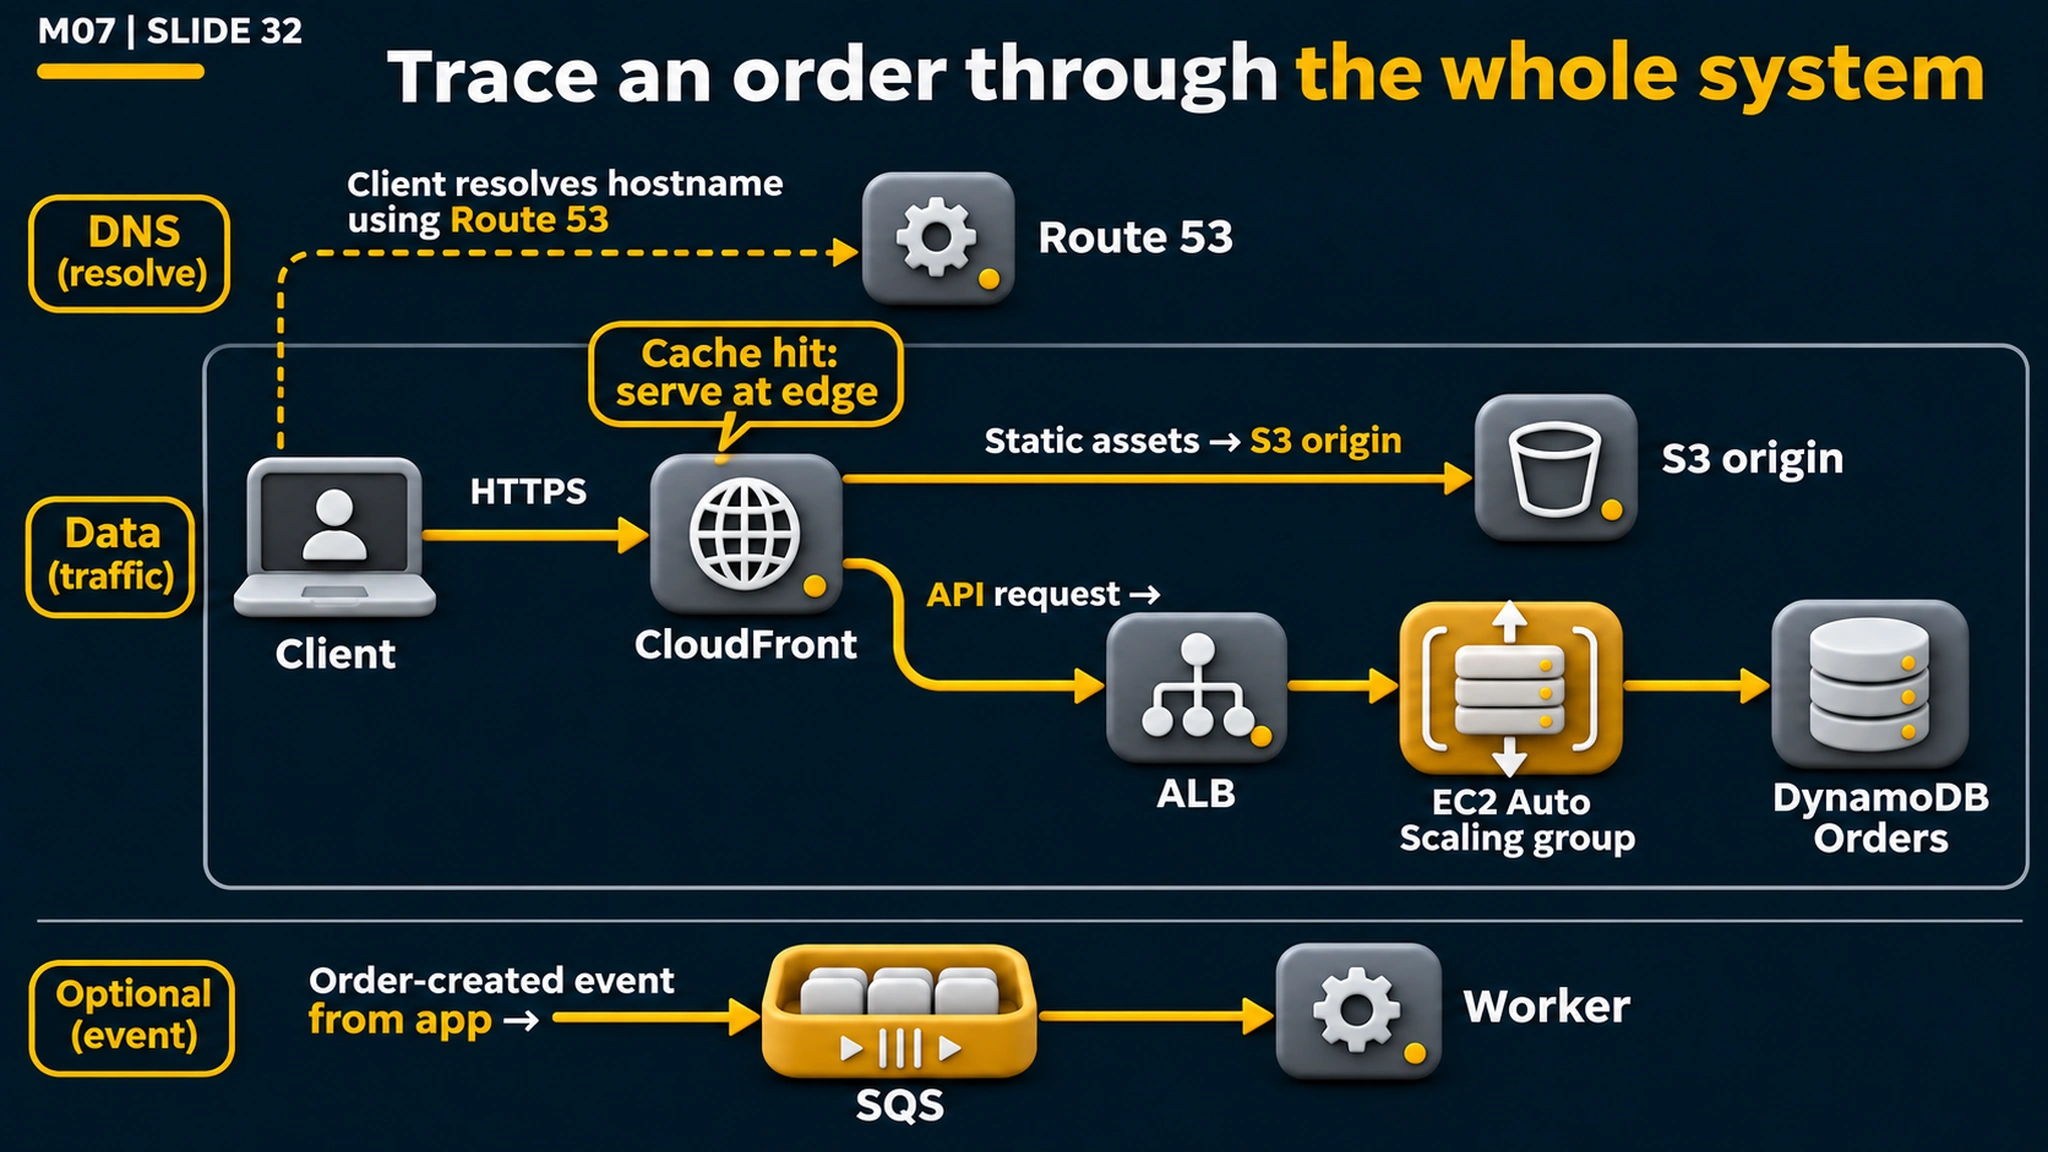 M07 | SLIDE 32
Trace an order through the whole system
DNS
(resolve)
Client resolves hostname
using Route 53
Route 53
Cache hit:
serve at edge
Data
(traffic)
HTTPS
Static assets → S3 origin
S3 origin
Client
CloudFront
API request →
ALB
EC2 Auto
Scaling group
DynamoDB
Orders
Optional
(event)
Order-created event
from app →
SQS
Worker